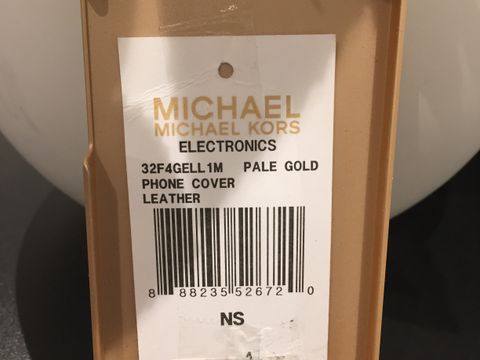 MICHAEL
MICHAEL KORS
ELECTRONICS
32F4GELL1M PALE GOLD
PHONE COVER
LEATHER
8 88235 52672 0
NS